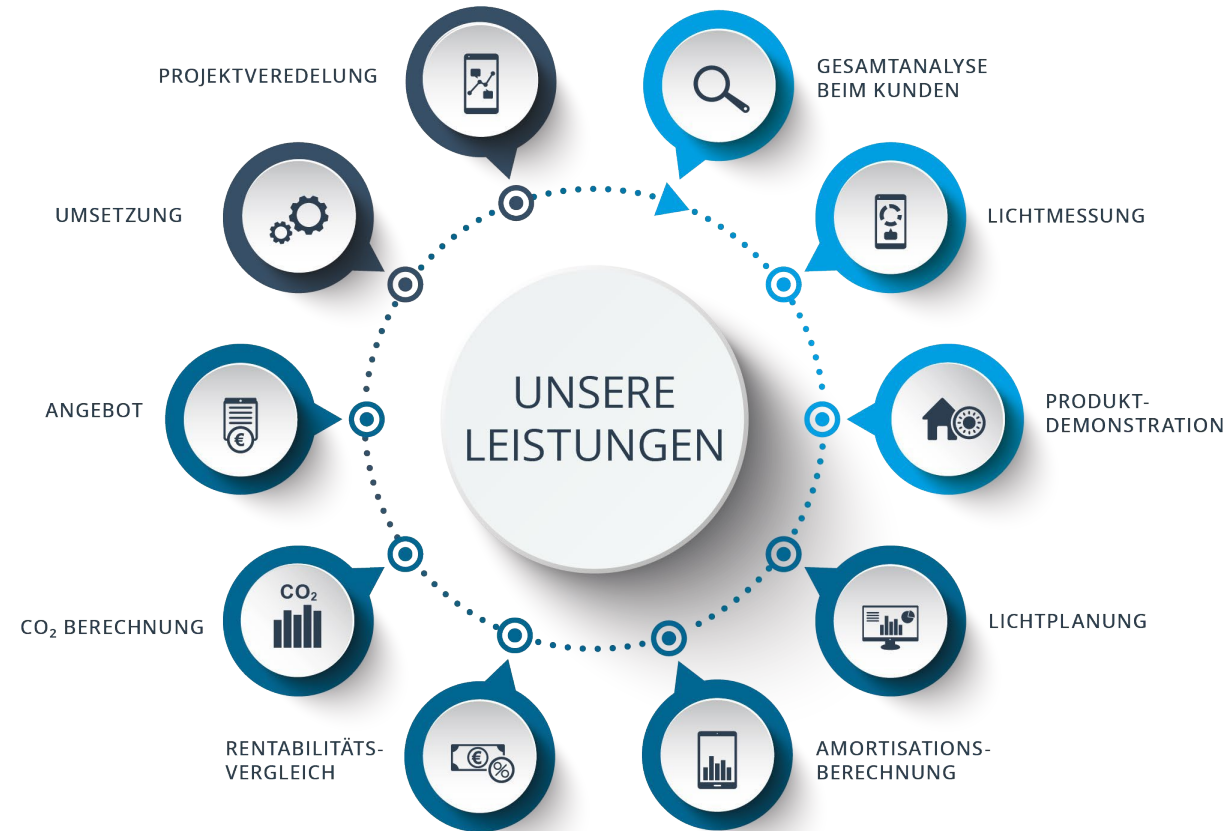 UNSERE
LEISTUNGEN
GESAMTANALYSE
BEIM KUNDEN
LICHTMESSUNG
PRODUKT-
DEMONSTRATION
LICHTPLANUNG
AMORTISATIONS-
BERECHNUNG
RENTABILITÄTS-
VERGLEICH
€
%
CO₂ BERECHNUNG
CO₂
ANGEBOT
€
UMSETZUNG
PROJEKTVEREDELUNG